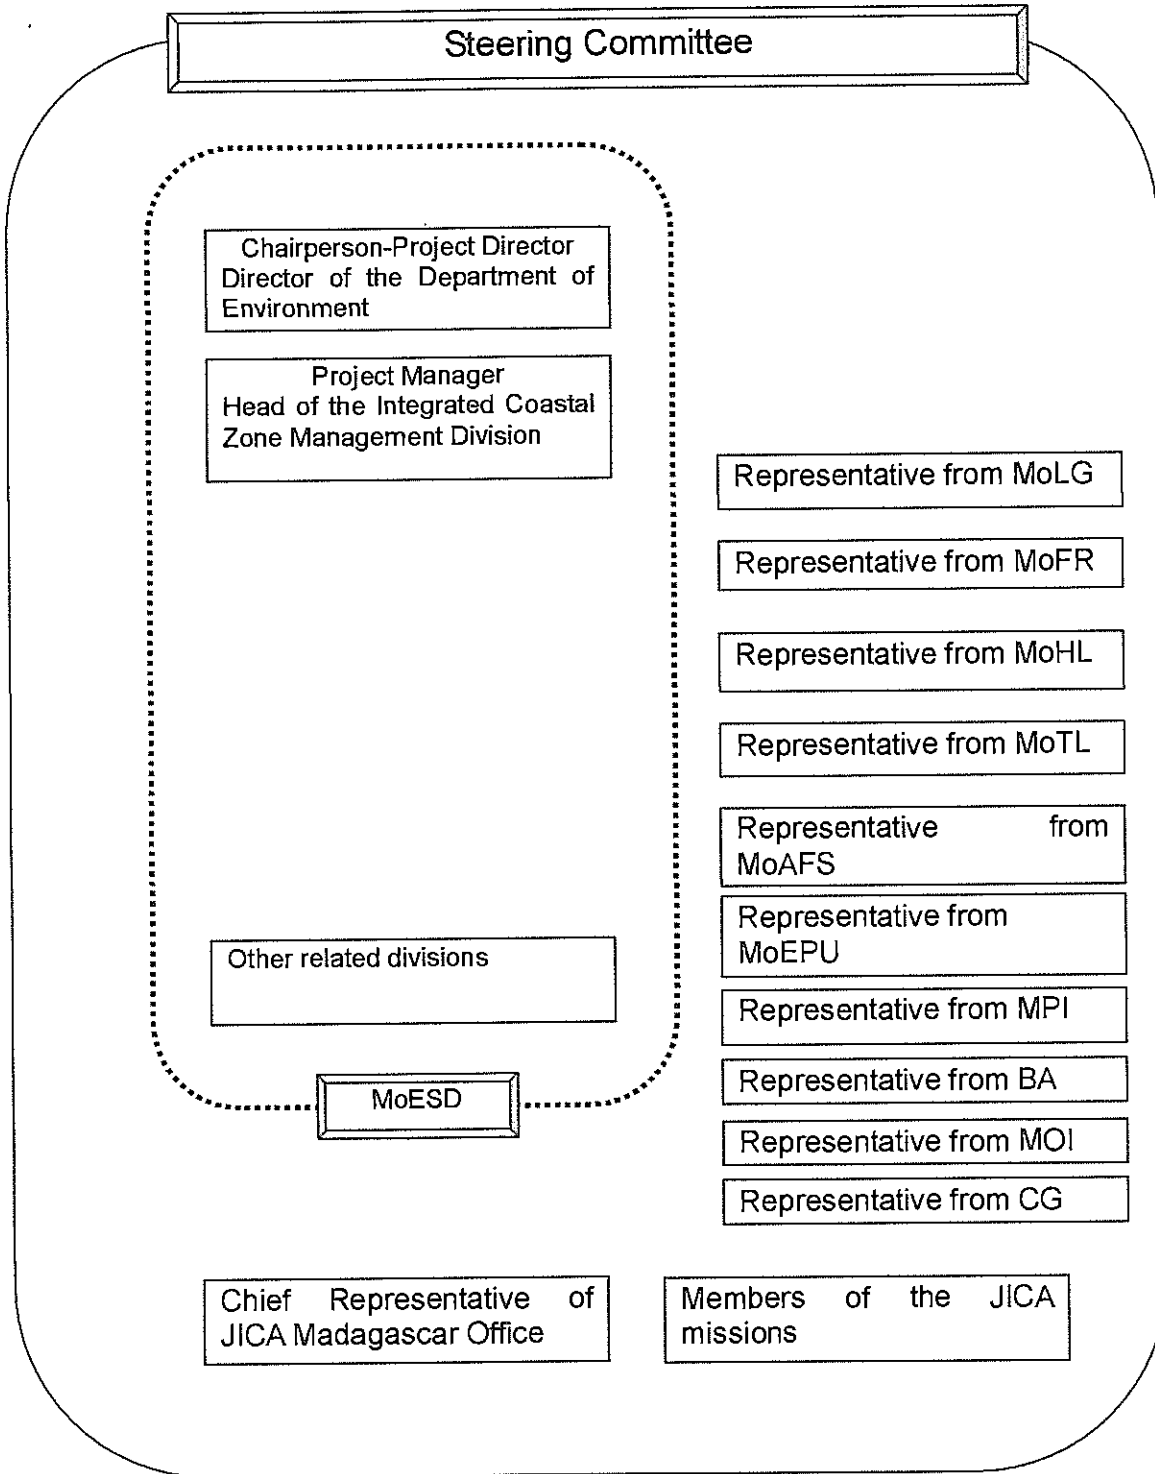 Steering Committee
Chairperson-Project Director
Director of the Department of
Environment
Project Manager
Head of the Integrated Coastal
Zone Management Division
Other related divisions
MoESD
Representative from MoLG
Representative from MoFR
Representative from MoHL
Representative from MoTL
Representative from
MoAFS
Representative from
MoEPU
Representative from MPI
Representative from BA
Representative from MOI
Representative from CG
Chief Representative of
JICA Madagascar Office
Members of the JICA
missions